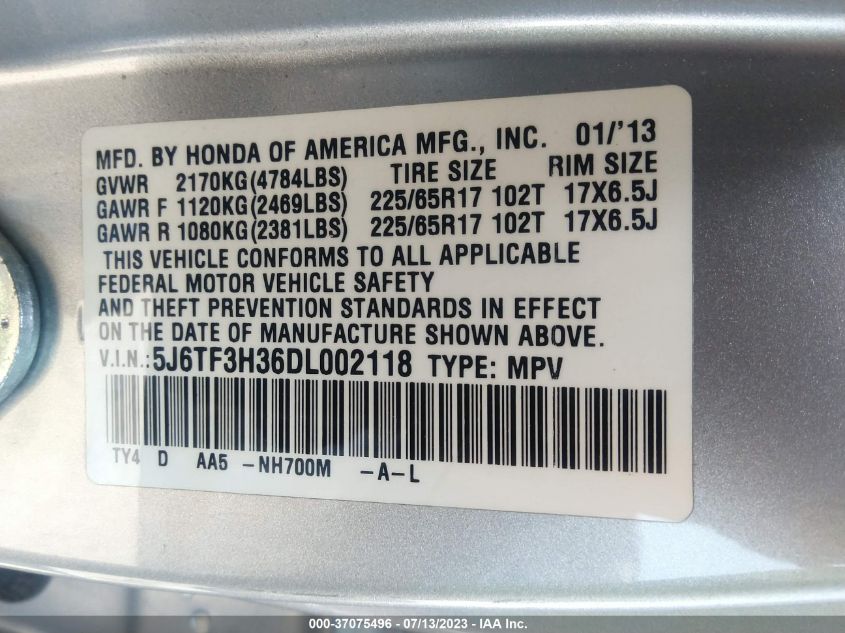 MFD. BY HONDA OF AMERICA MFG., INC. 01/'13
GVWR 2170KG(4784LBS) TIRE SIZE RIM SIZE
GAWR F 1120KG(2469LBS) 225/65R17 102T 17X6.5J
GAWR R 1080KG(2381LBS) 225/65R17 102T 17X6.5J
THIS VEHICLE CONFORMS TO ALL APPLICABLE
FEDERAL MOTOR VEHICLE SAFETY
AND THEFT PREVENTION STANDARDS IN EFFECT
ON THE DATE OF MANUFACTURE SHOWN ABOVE.
V.I.N.:5J6TF3H36DL002118 TYPE: MPV
TY4 D AA5 -NH700M -A-L
000-37075496 - 07/13/2023 - © IAA Inc.